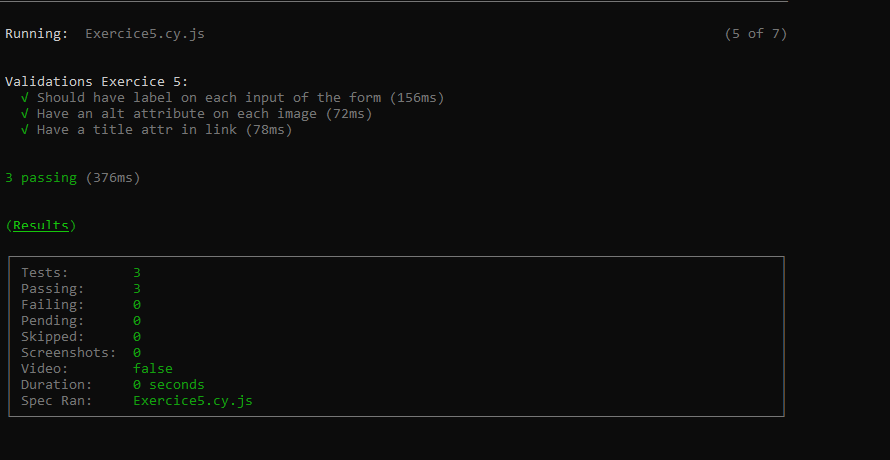 Running:  Exercice5.cy.js (5 of 7)
Validations Exercice 5:
√ Should have label on each input of the form (156ms)
√ Have an alt attribute on each image (72ms)
√ Have a title attr in link (78ms)
3 passing (376ms)
(Results)
Tests: 3
Passing: 3
Failing: 0
Pending: 0
Skipped: 0
Screenshots: 0
Video: false
Duration: 0 seconds
Spec Ran: Exercice5.cy.js